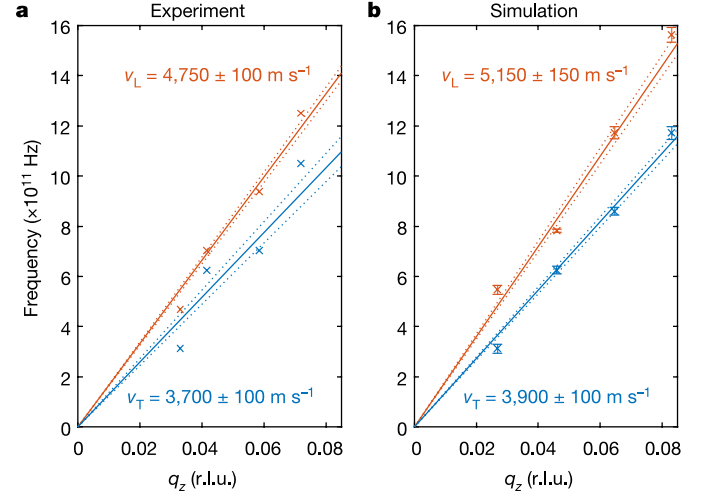 a Experiment
v_L = 4,750 ± 100 m s⁻¹
v_T = 3,700 ± 100 m s⁻¹
Frequency (×10¹¹ Hz)
16
14
12
10
8
6
4
2
0
0 0.02 0.04 0.06 0.08
q_z (r.l.u.)
b Simulation
v_L = 5,150 ± 150 m s⁻¹
v_T = 3,900 ± 100 m s⁻¹
16
14
12
10
8
6
4
2
0
0 0.02 0.04 0.06 0.08
q_z (r.l.u.)